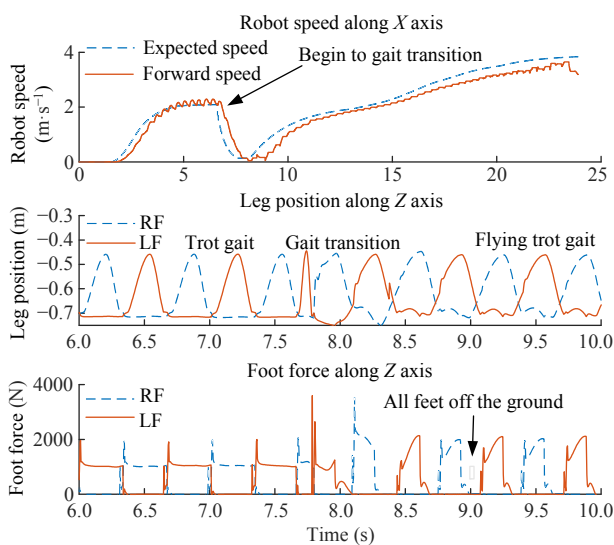 Robot speed along X axis
Expected speed
Forward speed
Begin to gait transition
Robot speed
(m·s⁻¹)
4
2
0
0 5 10 15 20 25
Leg position along Z axis
RF
LF
Trot gait Gait transition Flying trot gait
Leg position (m)
−0.3
−0.4
−0.5
−0.6
−0.7
6.0 6.5 7.0 7.5 8.0 8.5 9.0 9.5 10.0
Foot force along Z axis
RF
LF
All feet off the ground
Foot force (N)
4000
2000
0
6.0 6.5 7.0 7.5 8.0 8.5 9.0 9.5 10.0
Time (s)